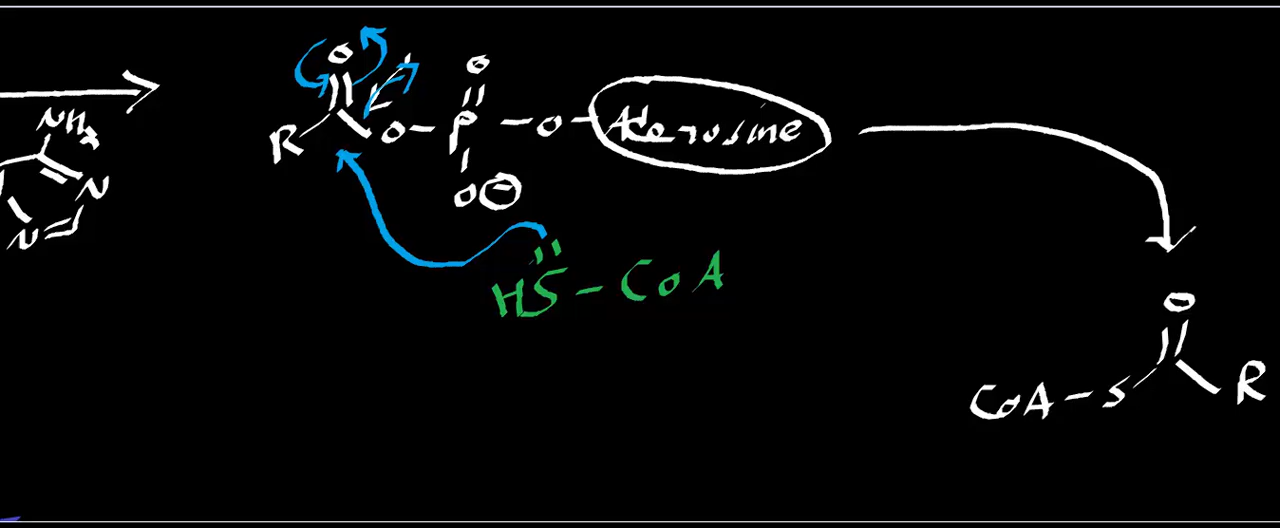 O O
NH2 R O - P - O - Adenosine
N O⊖
N
HS - CoA
O
CoA - S R